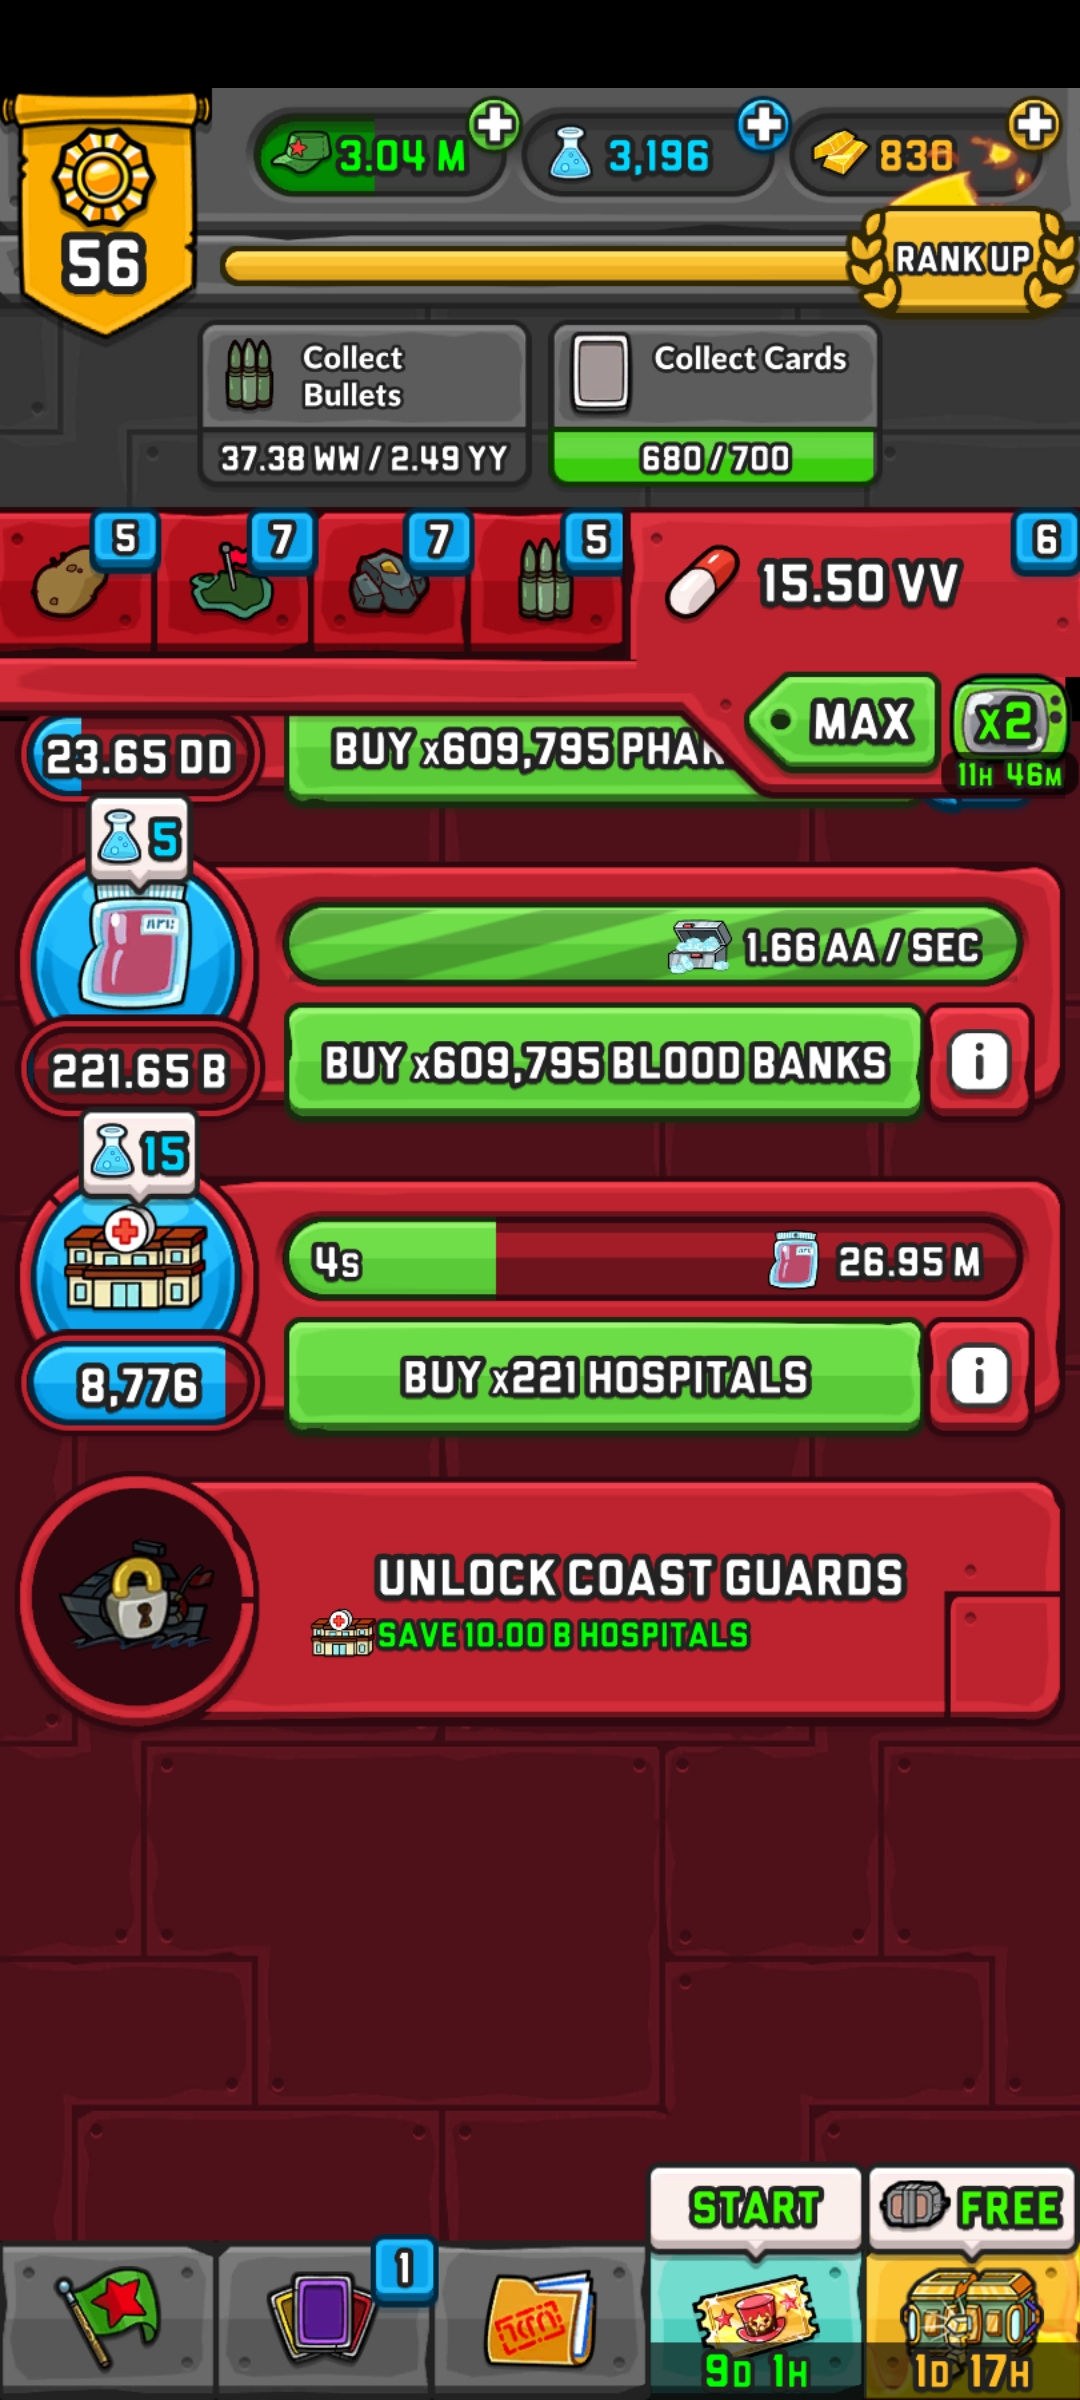 3.04 M
3,196
830
56
RANK UP
Collect Bullets
37.38 WW / 2.49 YY
Collect Cards
680 / 700
5
7
7
5
6
15.50 VV
MAX
x2
11H 46M
23.65 DD
BUY x609,795
5
1.66 AA / SEC
221.65 B
BUY x609,795 BLOOD BANKS
i
15
4s
26.95 M
8,776
BUY x221 HOSPITALS
i
UNLOCK COAST GUARDS
SAVE 10.00 B HOSPITALS
START
FREE
1
9D 1H
1D 17H